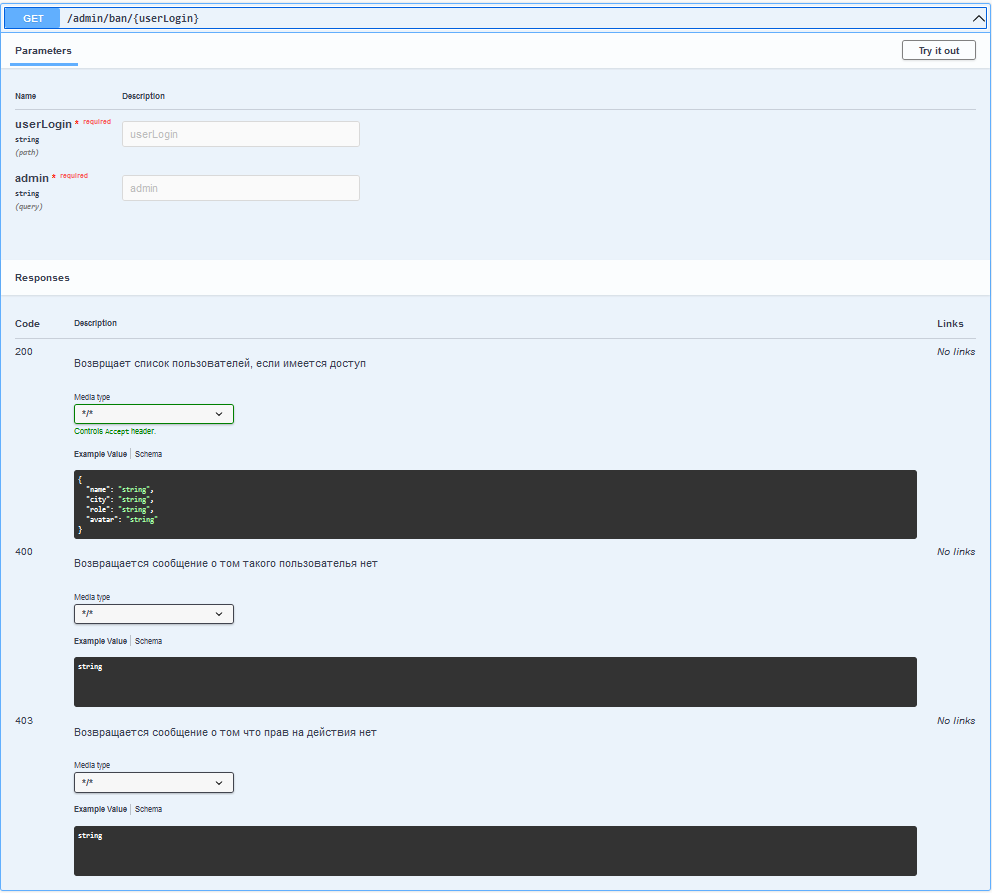 GET /admin/ban/{userLogin}
Parameters
Try it out
Name Description
userLogin * required
string
(path)
userLogin
admin * required
string
(query)
admin
Responses
Code Description Links
200
Возврщает список пользователей, если имеется доступ
No links
Media type
*/*
Controls Accept header.
Example Value Schema
{
"name": "string",
"city": "string",
"role": "string",
"avatar": "string"
}
400
Возвращается сообщение о том такого пользователья нет
No links
Media type
*/*
Example Value Schema
string
403
Возвращается сообщение о том что прав на действия нет
No links
Media type
*/*
Example Value Schema
string